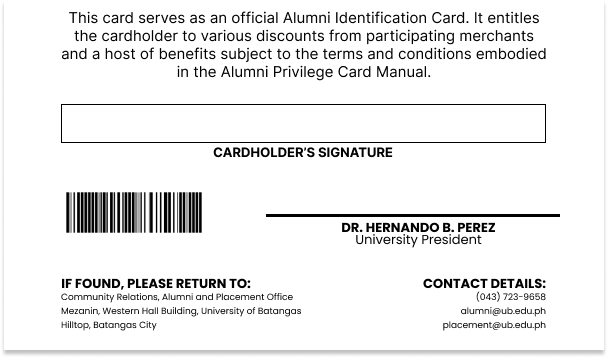 This card serves as an official Alumni Identification Card. It entitles
the cardholder to various discounts from participating merchants
and a host of benefits subject to the terms and conditions embodied
in the Alumni Privilege Card Manual.
CARDHOLDER'S SIGNATURE
DR. HERNANDO B. PEREZ
University President
IF FOUND, PLEASE RETURN TO:
Community Relations, Alumni and Placement Office
Mezanin, Western Hall Building, University of Batangas
Hilltop, Batangas City
CONTACT DETAILS:
(043) 723-9658
alumni@ub.edu.ph
placement@ub.edu.ph